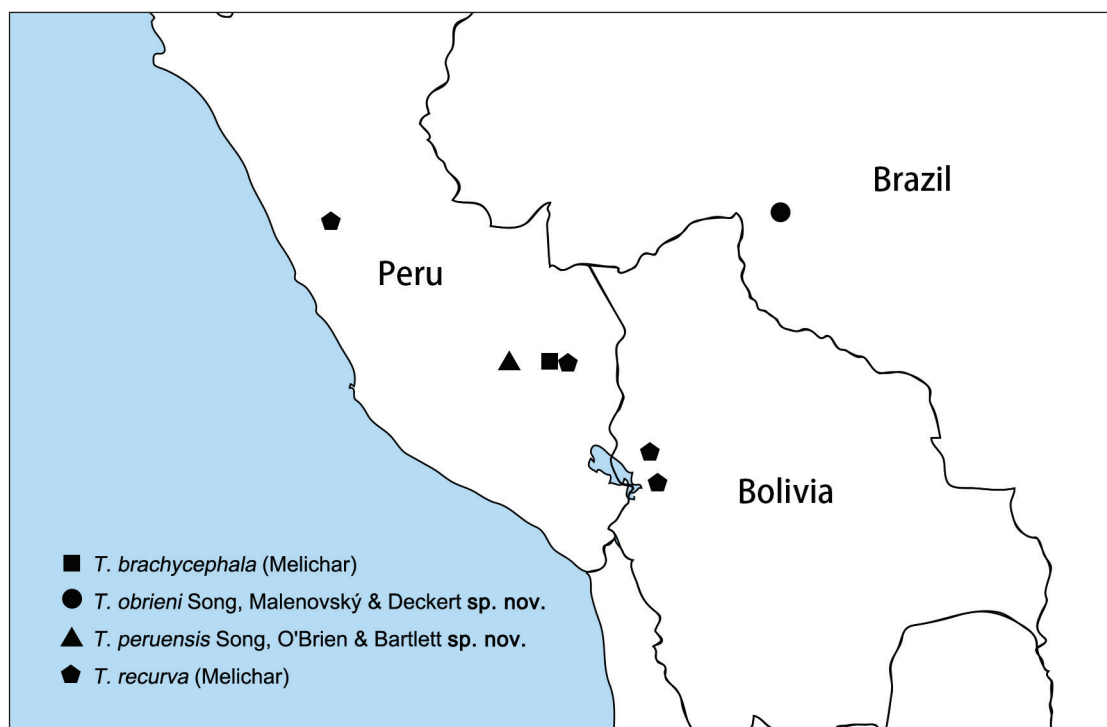 Brazil
Peru
Bolivia
T. brachycephala (Melichar)
T. obrieni Song, Malenovský & Deckert sp. nov.
T. peruensis Song, O'Brien & Bartlett sp. nov.
T. recurva (Melichar)